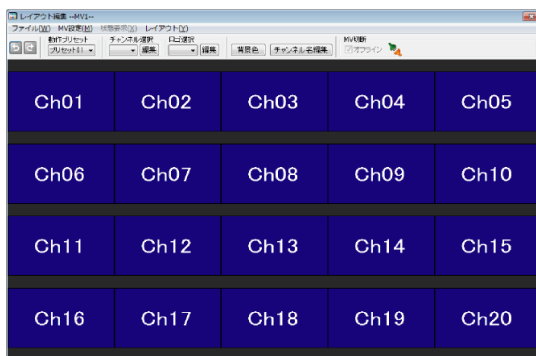 レイアウト編集 --MV1--
ファイル(W) MV設定(M) 状態表示(X) レイアウト(Y)
動作プリセット チャンネル選択 ロゴ選択 MV切断
プリセット01 編集 編集 背景色 チャンネル名編集 オフライン
Ch01 Ch02 Ch03 Ch04 Ch05
Ch06 Ch07 Ch08 Ch09 Ch10
Ch11 Ch12 Ch13 Ch14 Ch15
Ch16 Ch17 Ch18 Ch19 Ch20